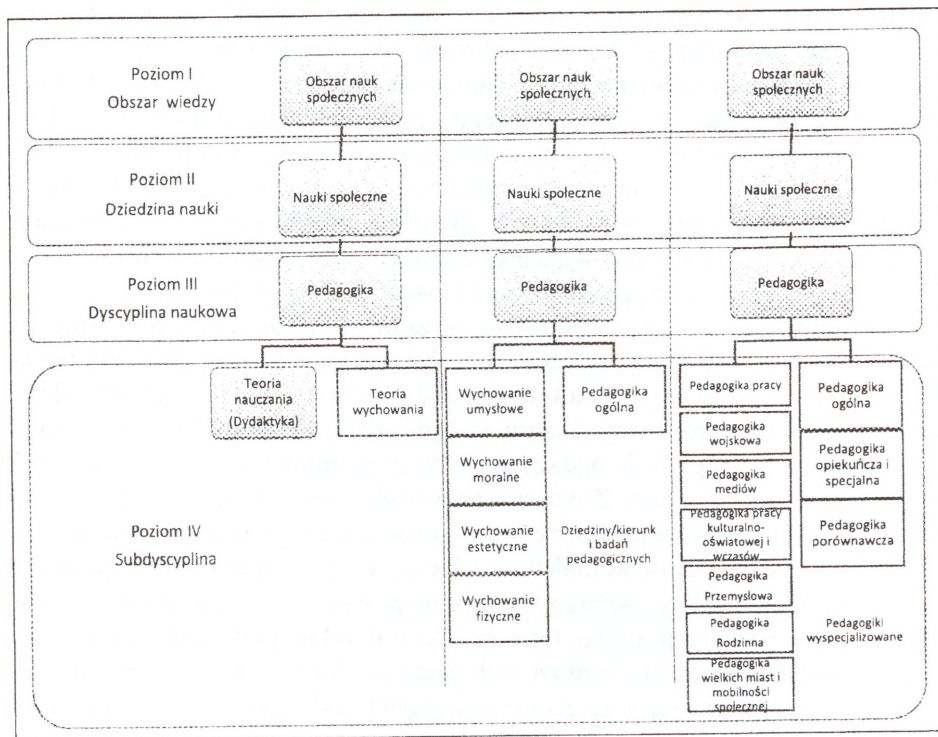 Poziom I
Obszar wiedzy
Obszar nauk
społecznych
Obszar nauk
społecznych
Obszar nauk
społecznych
Poziom II
Dziedzina nauki
Nauki społeczne
Nauki społeczne
Nauki społeczne
Poziom III
Dyscyplina naukowa
Pedagogika
Pedagogika
Pedagogika
Poziom IV
Subdyscyplina
Teoria
nauczania
(Dydaktyka)
Teoria
wychowania
Wychowanie
umysłowe
Wychowanie
moralne
Wychowanie
estetyczne
Wychowanie
fizyczne
Pedagogika
ogólna
Dziedziny/kierunk
i badań
pedagogicznych
Pedagogika pracy
Pedagogika
wojskowa
Pedagogika
mediów
Pedagogika pracy
kulturalno-
oświatowej i
wczasów
Pedagogika
Przemysłowa
Pedagogika
Rodzinna
Pedagogika
wielkich miast i
mobilności
społecznej
Pedagogika
ogólna
Pedagogika
opiekuńcza i
specjalna
Pedagogika
porównawcza
Pedagogiki
wyspecjalizowane